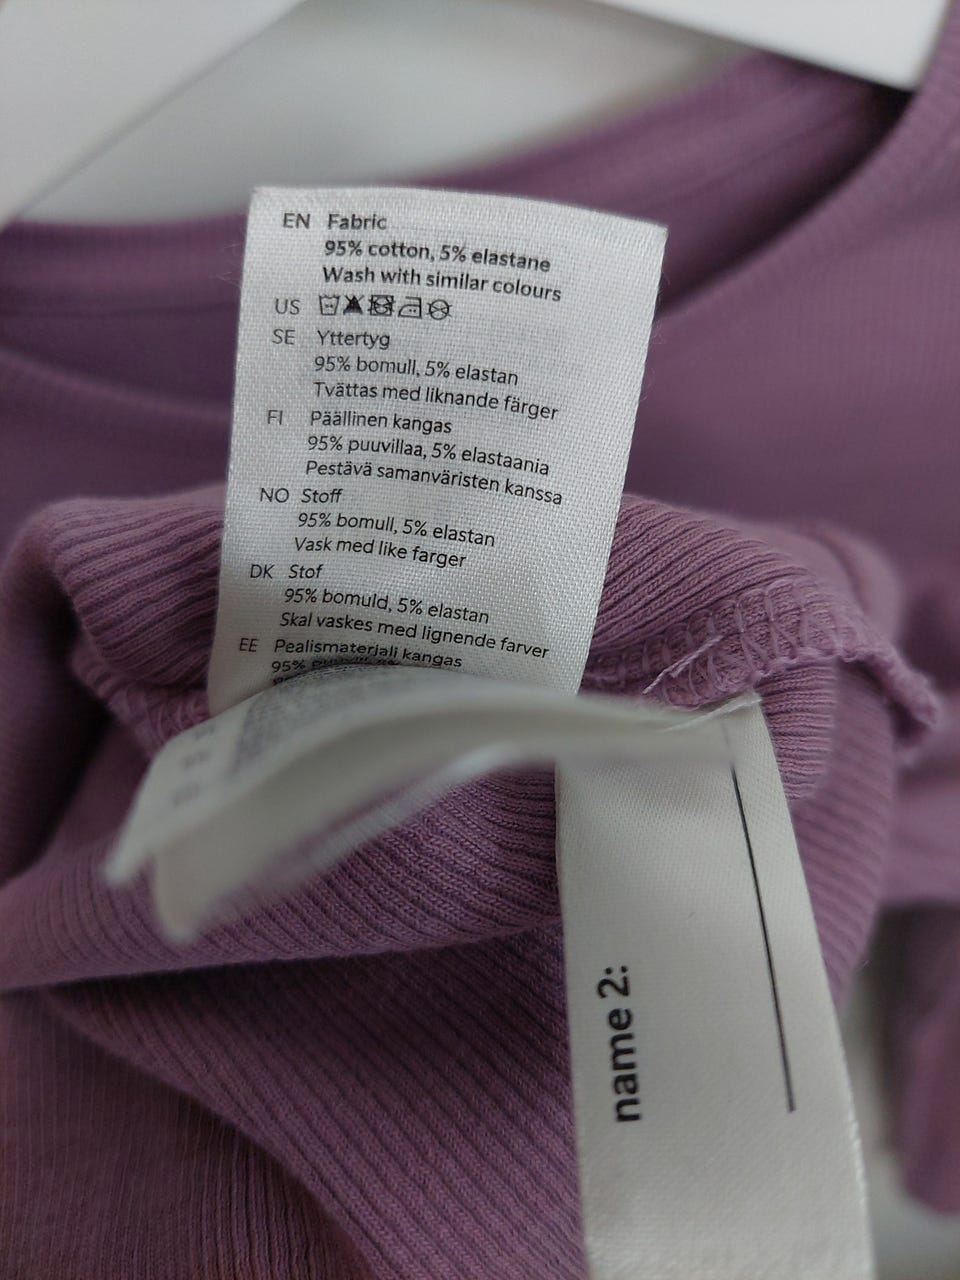 EN Fabric
95% cotton, 5% elastane
Wash with similar colours
US
SE Yttertyg
95% bomull, 5% elastan
Tvättas med liknande färger
FI Päällinen kangas
95% puuvillaa, 5% elastaania
Pestävä samanväristen kanssa
NO Stoff
95% bomull, 5% elastan
Vask med like farger
DK Stof
95% bomuld, 5% elastan
Skal vaskes med lignende farver
EE Pealismaterjali kangas
95%
name 2: